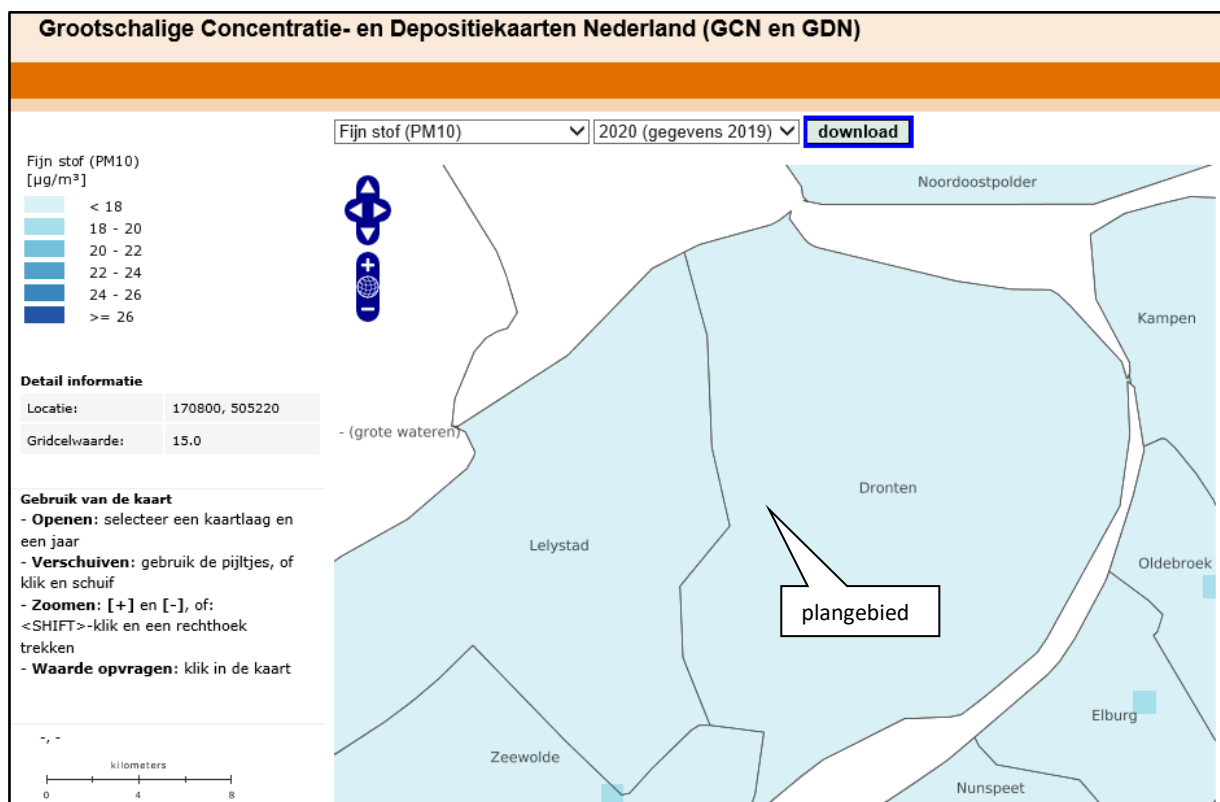 Grootschalige Concentratie- en Depositiekaarten Nederland (GCN en GDN)
Fijn stof (PM10)
2020 (gegevens 2019)
download
Fijn stof (PM10)
[µg/m³]
< 18
18 - 20
20 - 22
22 - 24
24 - 26
>= 26
Detail informatie
Locatie: 170800, 505220
Gridcelwaarde: 15.0
Gebruik van de kaart
- Openen: selecteer een kaartlaag en
een jaar
- Verschuiven: gebruik de pijltjes, of
klik en schuif
- Zoomen: [+] en [-], of:
<SHIFT>-klik en een rechthoek
trekken
- Waarde opvragen: klik in de kaart
-, -
kilometers
0 4 8
Noordoostpolder
Kampen
- (grote wateren)
Dronten
Lelystad
Oldebroek
plangebied
Elburg
Zeewolde
Nunspeet